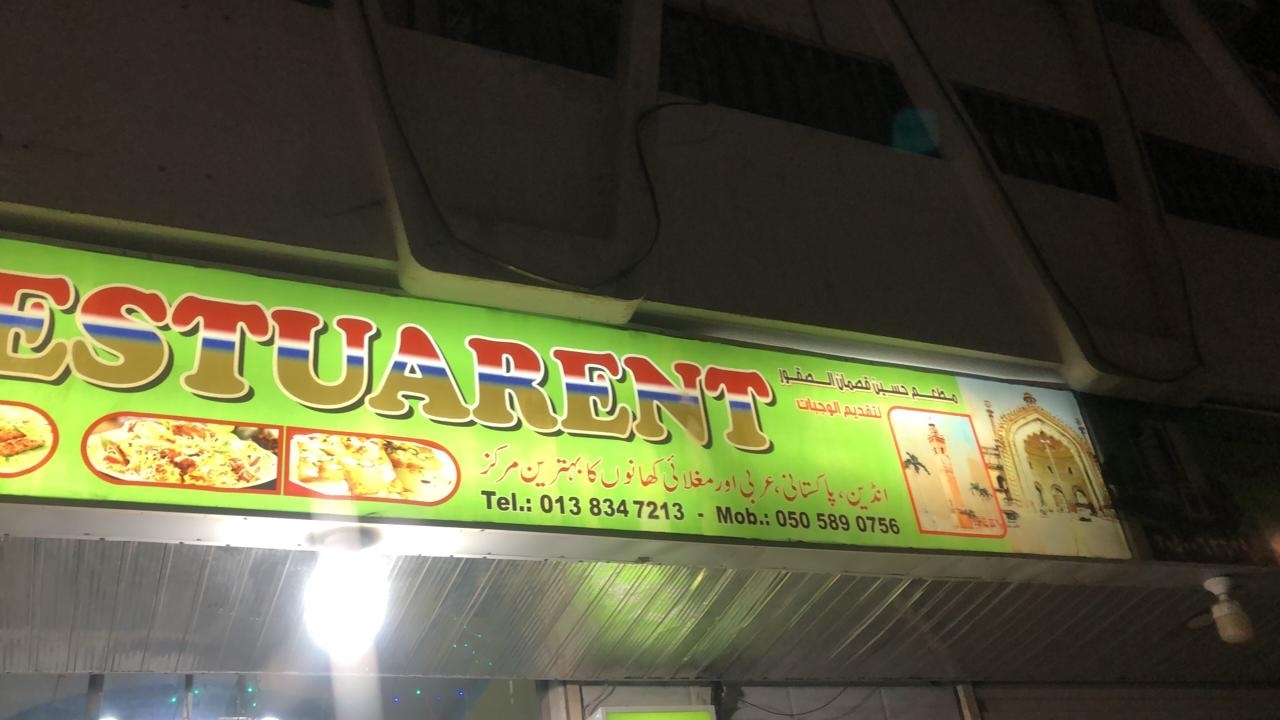 ESTUARENT
مطعم حسين قصمان الصقور
لتقديم الوجبات
انڈین، پاکستانی، عربی اور مغلائی کھانوں کا بہترین مرکز
Tel.: 013 834 7213 - Mob.: 050 589 0756